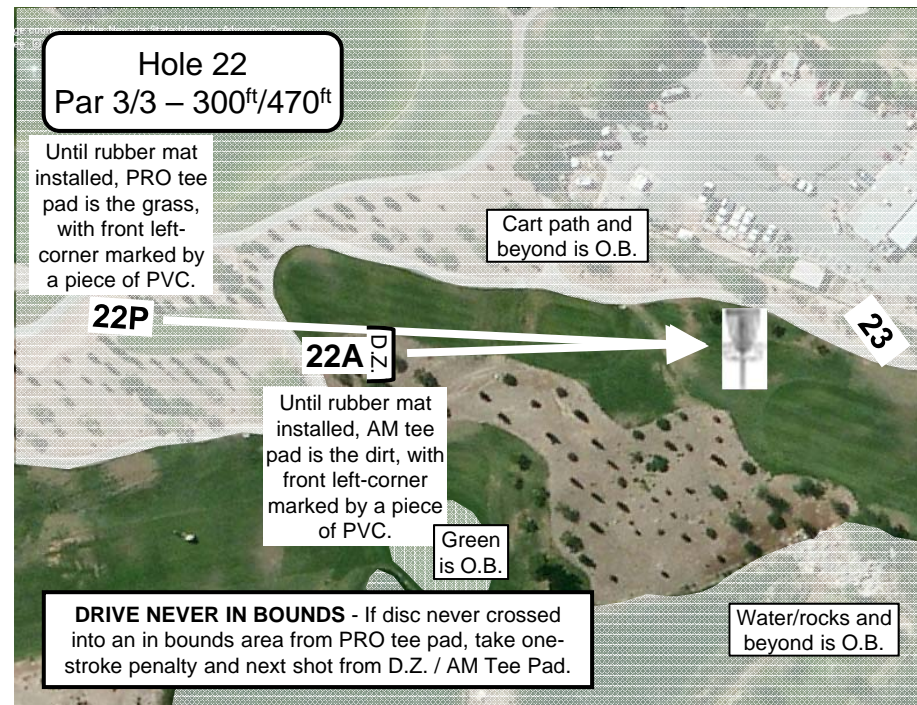 Hole 22
Par 3/3 – 300ft/470ft
Until rubber mat
installed, PRO tee
pad is the grass,
with front left-
corner marked by
a piece of PVC.
Cart path and
beyond is O.B.
22P
22A
D.Z.
23
Until rubber mat
installed, AM tee
pad is the dirt, with
front left-corner
marked by a piece
of PVC.
Green
is O.B.
DRIVE NEVER IN BOUNDS - If disc never crossed
into an in bounds area from PRO tee pad, take one-
stroke penalty and next shot from D.Z. / AM Tee Pad.
Water/rocks and
beyond is O.B.